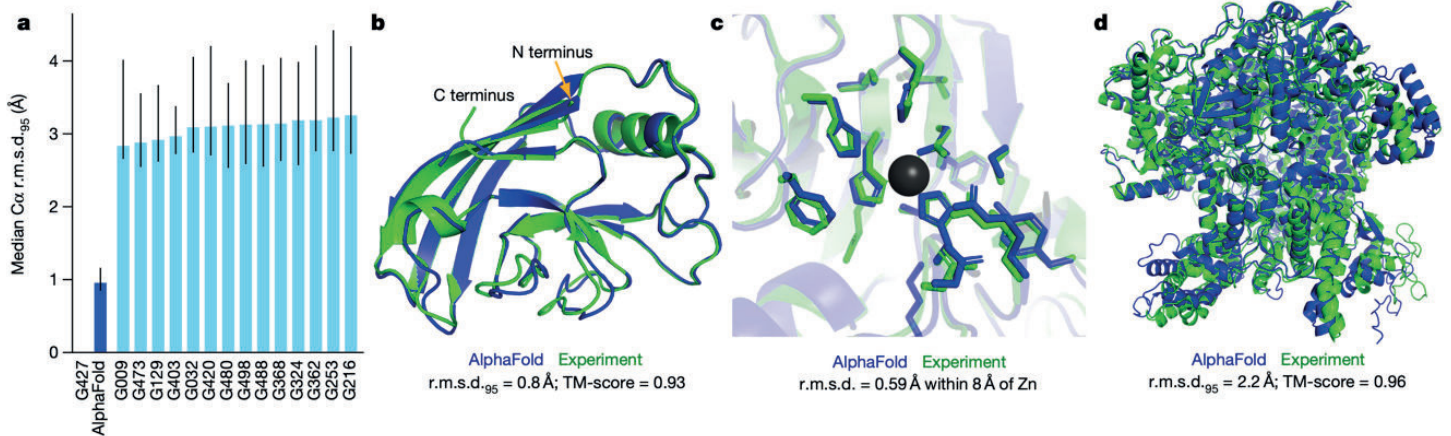 a
Median Cα r.m.s.d.95 (Å)
4
3
2
1
0
G427
AlphaFold
G009
G473
G129
G403
G032
G420
G480
G498
G488
G368
G324
G362
G253
G216
b
N terminus
C terminus
AlphaFold Experiment
r.m.s.d.95 = 0.8 Å; TM-score = 0.93
c
AlphaFold Experiment
r.m.s.d. = 0.59 Å within 8 Å of Zn
d
AlphaFold Experiment
r.m.s.d.95 = 2.2 Å; TM-score = 0.96